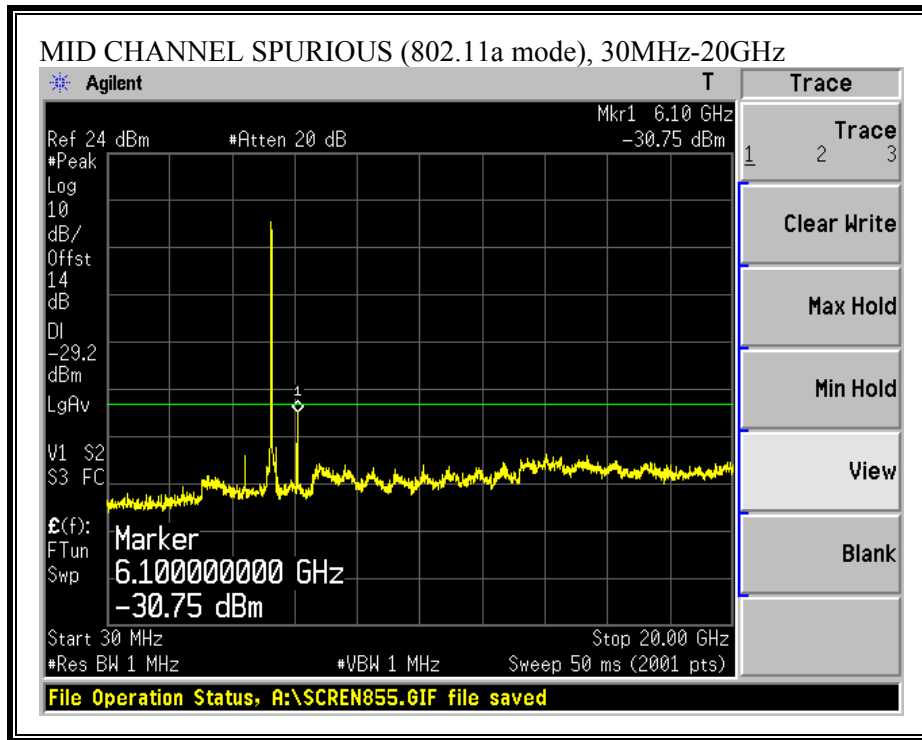 MID CHANNEL SPURIOUS (802.11a mode), 30MHz-20GHz
Agilent T Trace
Mkr1 6.10 GHz
Ref 24 dBm #Atten 20 dB -30.75 dBm
#Peak
Log
10
dB/
Offst
14
dB
DI
-29.2
dBm
LgAv
1
V1 S2
S3 FC
£(f):
FTun
Swp
Marker
6.100000000 GHz
-30.75 dBm
Start 30 MHz Stop 20.00 GHz
#Res BW 1 MHz #VBW 1 MHz Sweep 50 ms (2001 pts)
Trace
1 2 3
Clear Write
Max Hold
Min Hold
View
Blank
File Operation Status, A:\SCREN855.GIF file saved